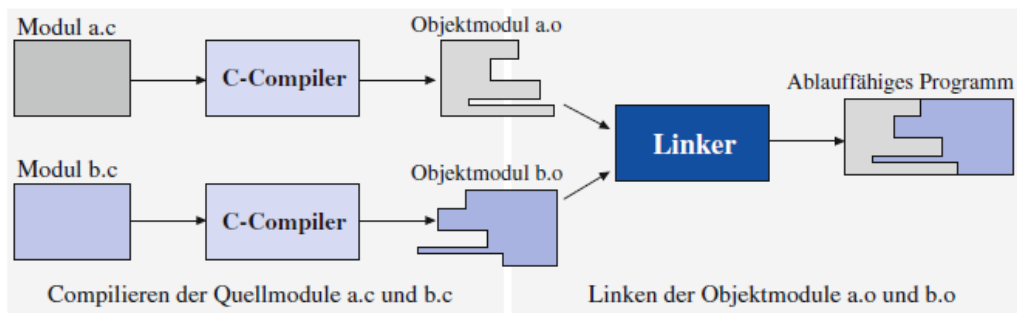 Modul a.c
C-Compiler
Objektmodul a.o
Modul b.c
C-Compiler
Objektmodul b.o
Linker
Ablauffähiges Programm
Compilieren der Quellmodule a.c und b.c
Linken der Objektmodule a.o und b.o